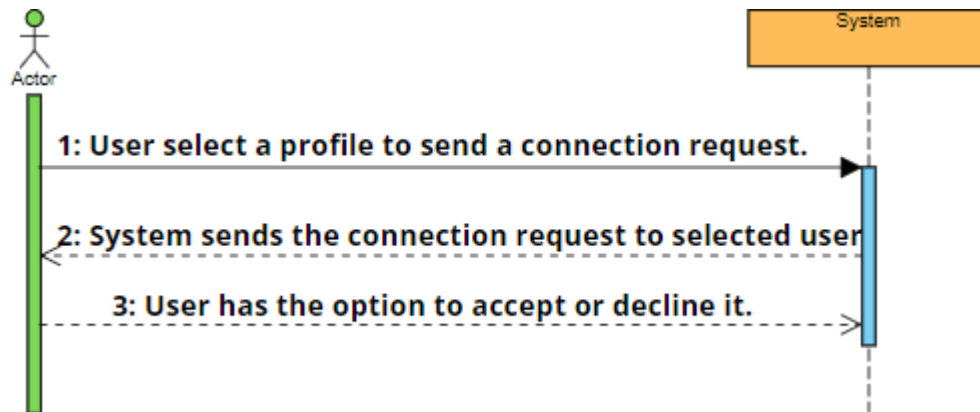 System
Actor
1: User select a profile to send a connection request.
2: System sends the connection request to selected user
3: User has the option to accept or decline it.